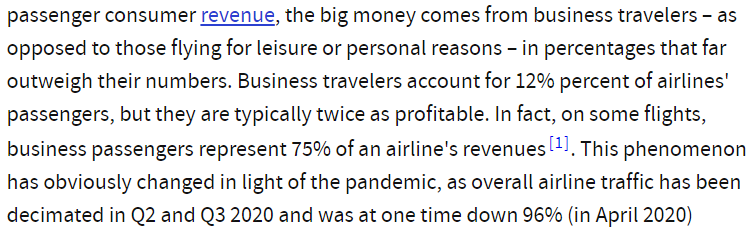 passenger consumer revenue, the big money comes from business travelers – as
opposed to those flying for leisure or personal reasons – in percentages that far
outweigh their numbers. Business travelers account for 12% percent of airlines'
passengers, but they are typically twice as profitable. In fact, on some flights,
business passengers represent 75% of an airline's revenues [1]. This phenomenon
has obviously changed in light of the pandemic, as overall airline traffic has been
decimated in Q2 and Q3 2020 and was at one time down 96% (in April 2020)